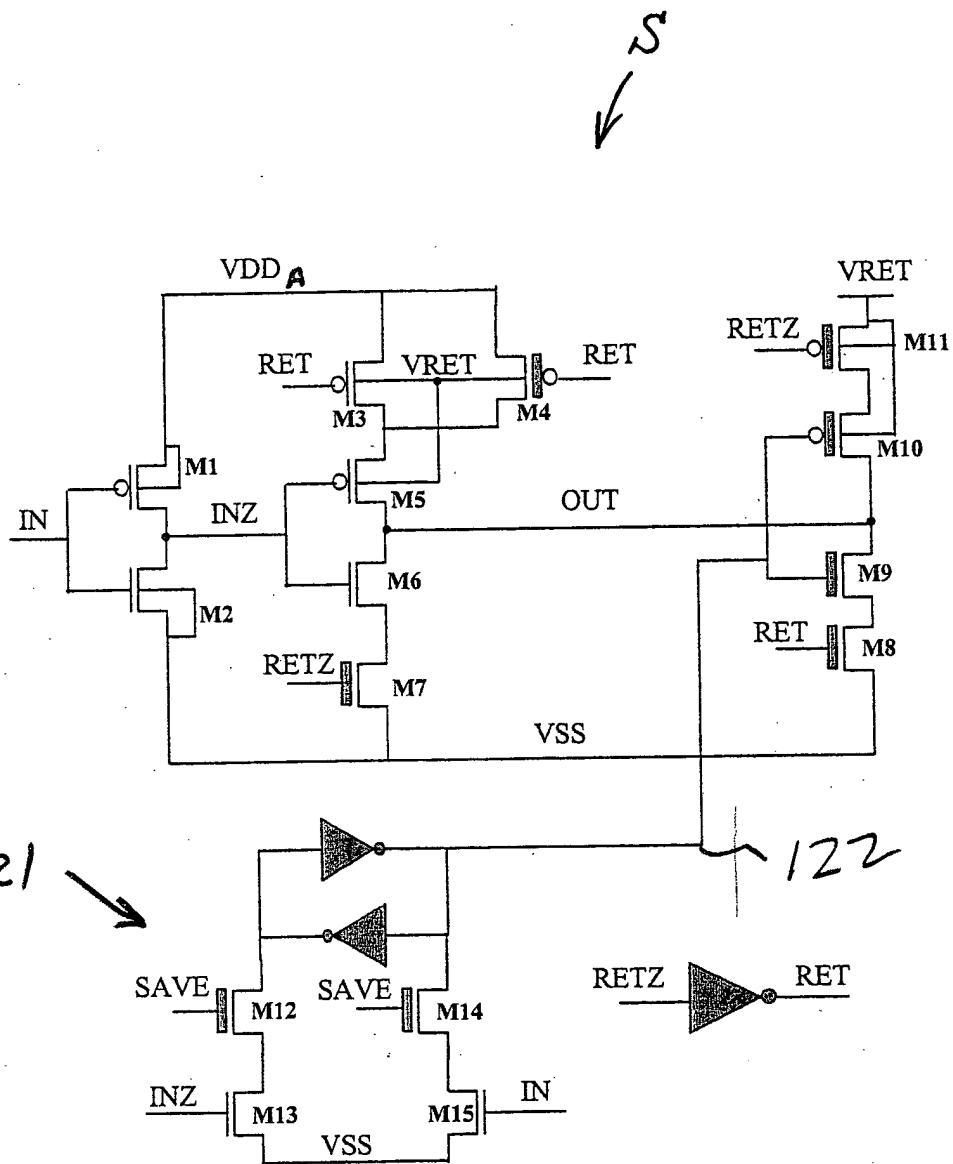 S
VDD A
VRET
RETZ
M11
RET
VRET
RET
M3
M4
M10
M1
M5
IN
INZ
OUT
M6
M9
M2
RET
M8
RETZ
M7
VSS
21
122
SAVE
SAVE
RETZ
RET
M12
M14
INZ
IN
M13
M15
VSS